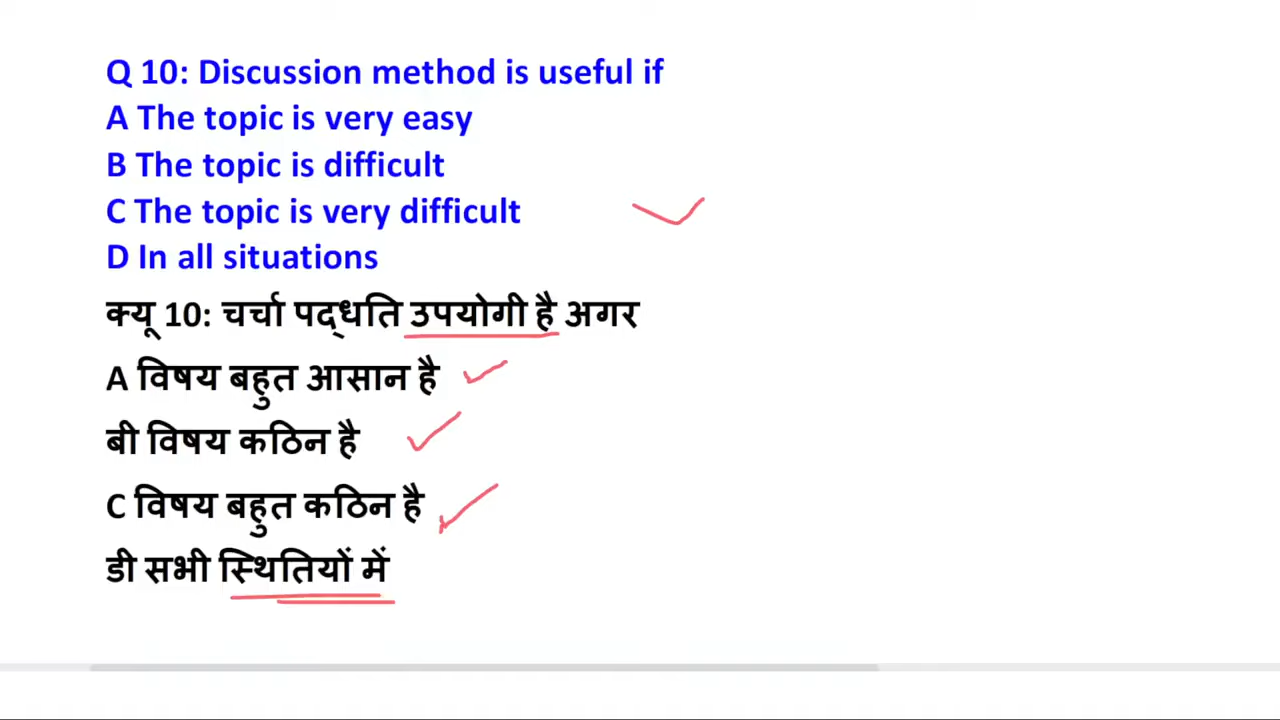 Q 10: Discussion method is useful if
A The topic is very easy
B The topic is difficult
C The topic is very difficult
D In all situations
क्यू 10: चर्चा पद्धति उपयोगी है अगर
A विषय बहुत आसान है
बी विषय कठिन है
C विषय बहुत कठिन है
डी सभी स्थितियों में